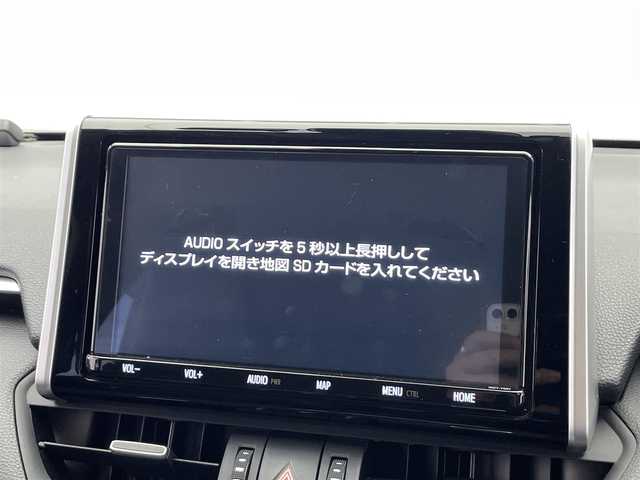 AUDIO スイッチを 5 秒以上長押しして
ディスプレイを開き地図 SD カードを入れてください
VOL− VOL+ AUDIO PWR MAP MENU CTRL HOME